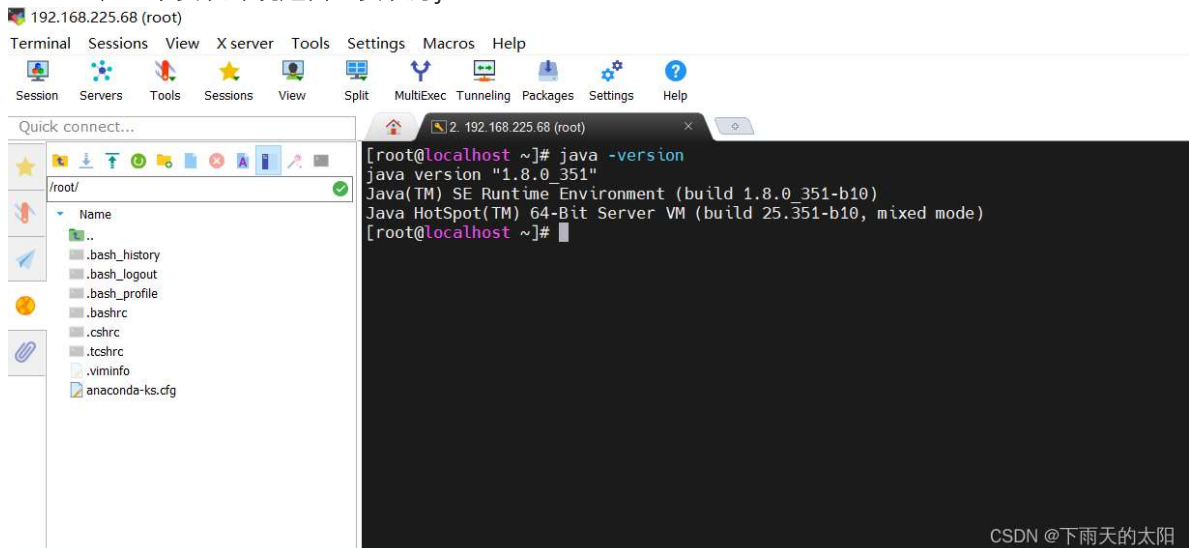 192.168.225.68 (root)
Terminal Sessions View X server Tools Settings Macros Help
Session Servers Tools Sessions View Split MultiExec Tunneling Packages Settings Help
Quick connect...
2. 192.168.225.68 (root)
/root/
Name
..
.bash_history
.bash_logout
.bash_profile
.bashrc
.cshrc
.tcshrc
.viminfo
anaconda-ks.cfg
[root@localhost ~]# java -version
java version "1.8.0_351"
Java(TM) SE Runtime Environment (build 1.8.0_351-b10)
Java HotSpot(TM) 64-Bit Server VM (build 25.351-b10, mixed mode)
[root@localhost ~]#
CSDN @下雨天的太阳